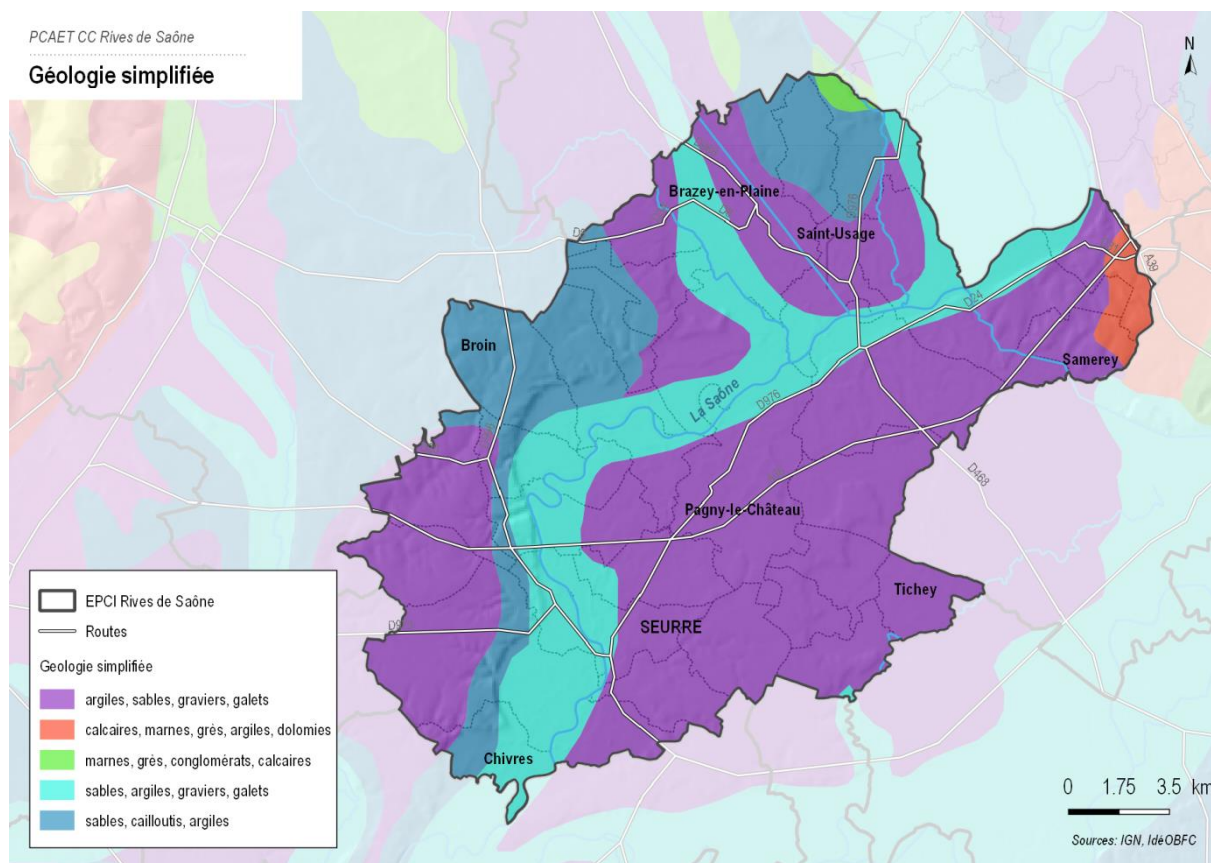 PCAET CC Rives de Saône
Géologie simplifiée
N
Brazey-en-Plaine
Saint-Usage
A39
D24
Broin
Samerey
La Saône
D976
D468
Pagny-le-Château
Tichey
SEURRE
Chivres
EPCI Rives de Saône
Routes
Geologie simplifiée
argiles, sables, graviers, galets
calcaires, marnes, grès, argiles, dolomies
marnes, grès, conglomérats, calcaires
sables, argiles, graviers, galets
sables, cailloutis, argiles
0 1.75 3.5 km
Sources: IGN, IdéOBFC